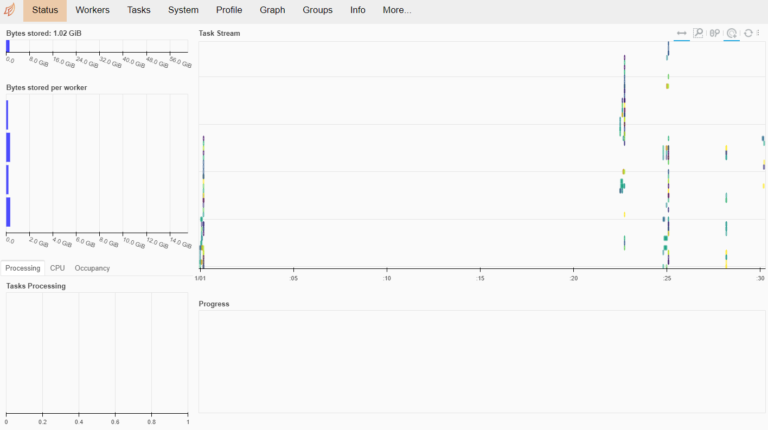 Status Workers Tasks System Profile Graph Groups Info More...
Bytes stored: 1.02 GiB
0.0 8.0 GiB 16.0 GiB 24.0 GiB 32.0 GiB 40.0 GiB 48.0 GiB 56.0 GiB
Bytes stored per worker
0.0 2.0 GiB 4.0 GiB 6.0 GiB 8.0 GiB 10.0 GiB 12.0 GiB 14.0 GiB
Processing CPU Occupancy
Tasks Processing
0 0.2 0.4 0.6 0.8 1
Task Stream
1/01 :05 :10 :15 :20 :25 :30
Progress